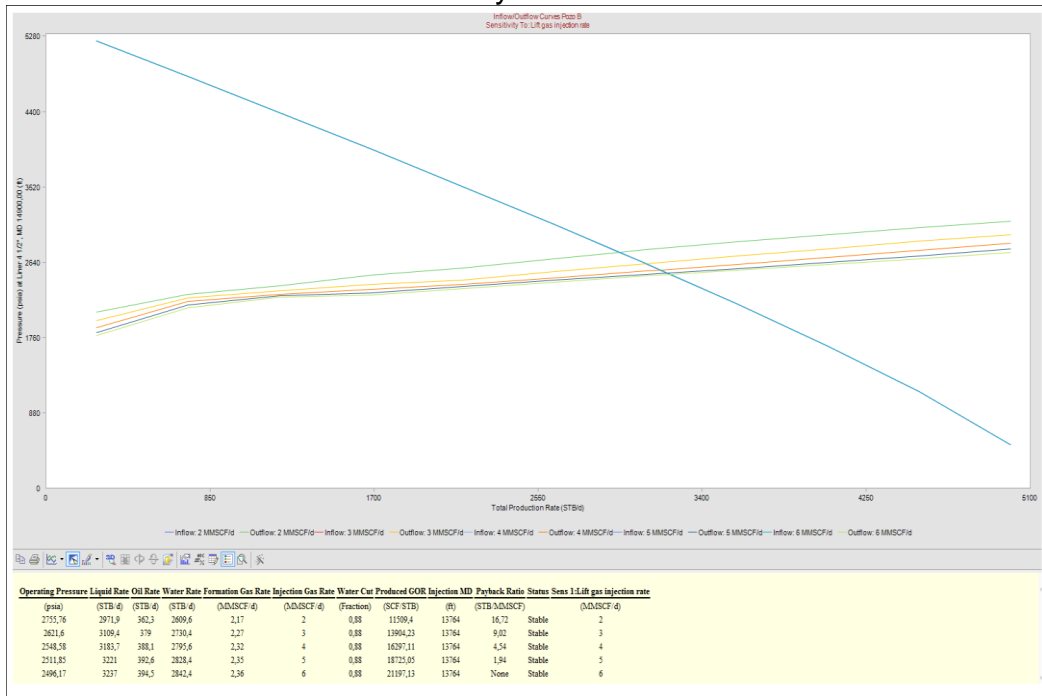 Inflow/Outflow Curves Pozo B
Sensitivity To: Lift gas injection rate
Pressure (psia) at Liner 4 1/2", MD 14900,00 (ft)
6280
4400
3520
2640
1760
880
0
0 850 1700 2550 3400 4250 5100
Total Production Rate (STB/d)
Inflow: 2 MMSCF/d Outflow: 2 MMSCF/d Inflow: 3 MMSCF/d Outflow: 3 MMSCF/d Inflow: 4 MMSCF/d Outflow: 4 MMSCF/d Inflow: 5 MMSCF/d Outflow: 5 MMSCF/d Inflow: 6 MMSCF/d Outflow: 6 MMSCF/d
Operating Pressure Liquid Rate Oil Rate Water Rate Formation Gas Rate Injection Gas Rate Water Cut Produced GOR Injection MD Payback Ratio Status Sens 1:Lift gas injection rate
(psia) (STB/d) (STB/d) (STB/d) (MMSCF/d) (MMSCF/d) (Fraction) (SCF/STB) (ft) (STB/MMSCF) (MMSCF/d)
2755,76 2971,9 362,3 2609,6 2,17 2 0,88 11509,4 13764 16,72 Stable 2
2621,6 3109,4 379 2730,4 2,27 3 0,88 13904,23 13764 9,02 Stable 3
2548,58 3183,7 388,1 2795,6 2,32 4 0,88 16297,11 13764 4,54 Stable 4
2511,85 3221 392,6 2828,4 2,35 5 0,88 18725,05 13764 1,94 Stable 5
2496,17 3237 394,5 2842,4 2,36 6 0,88 21197,13 13764 None Stable 6